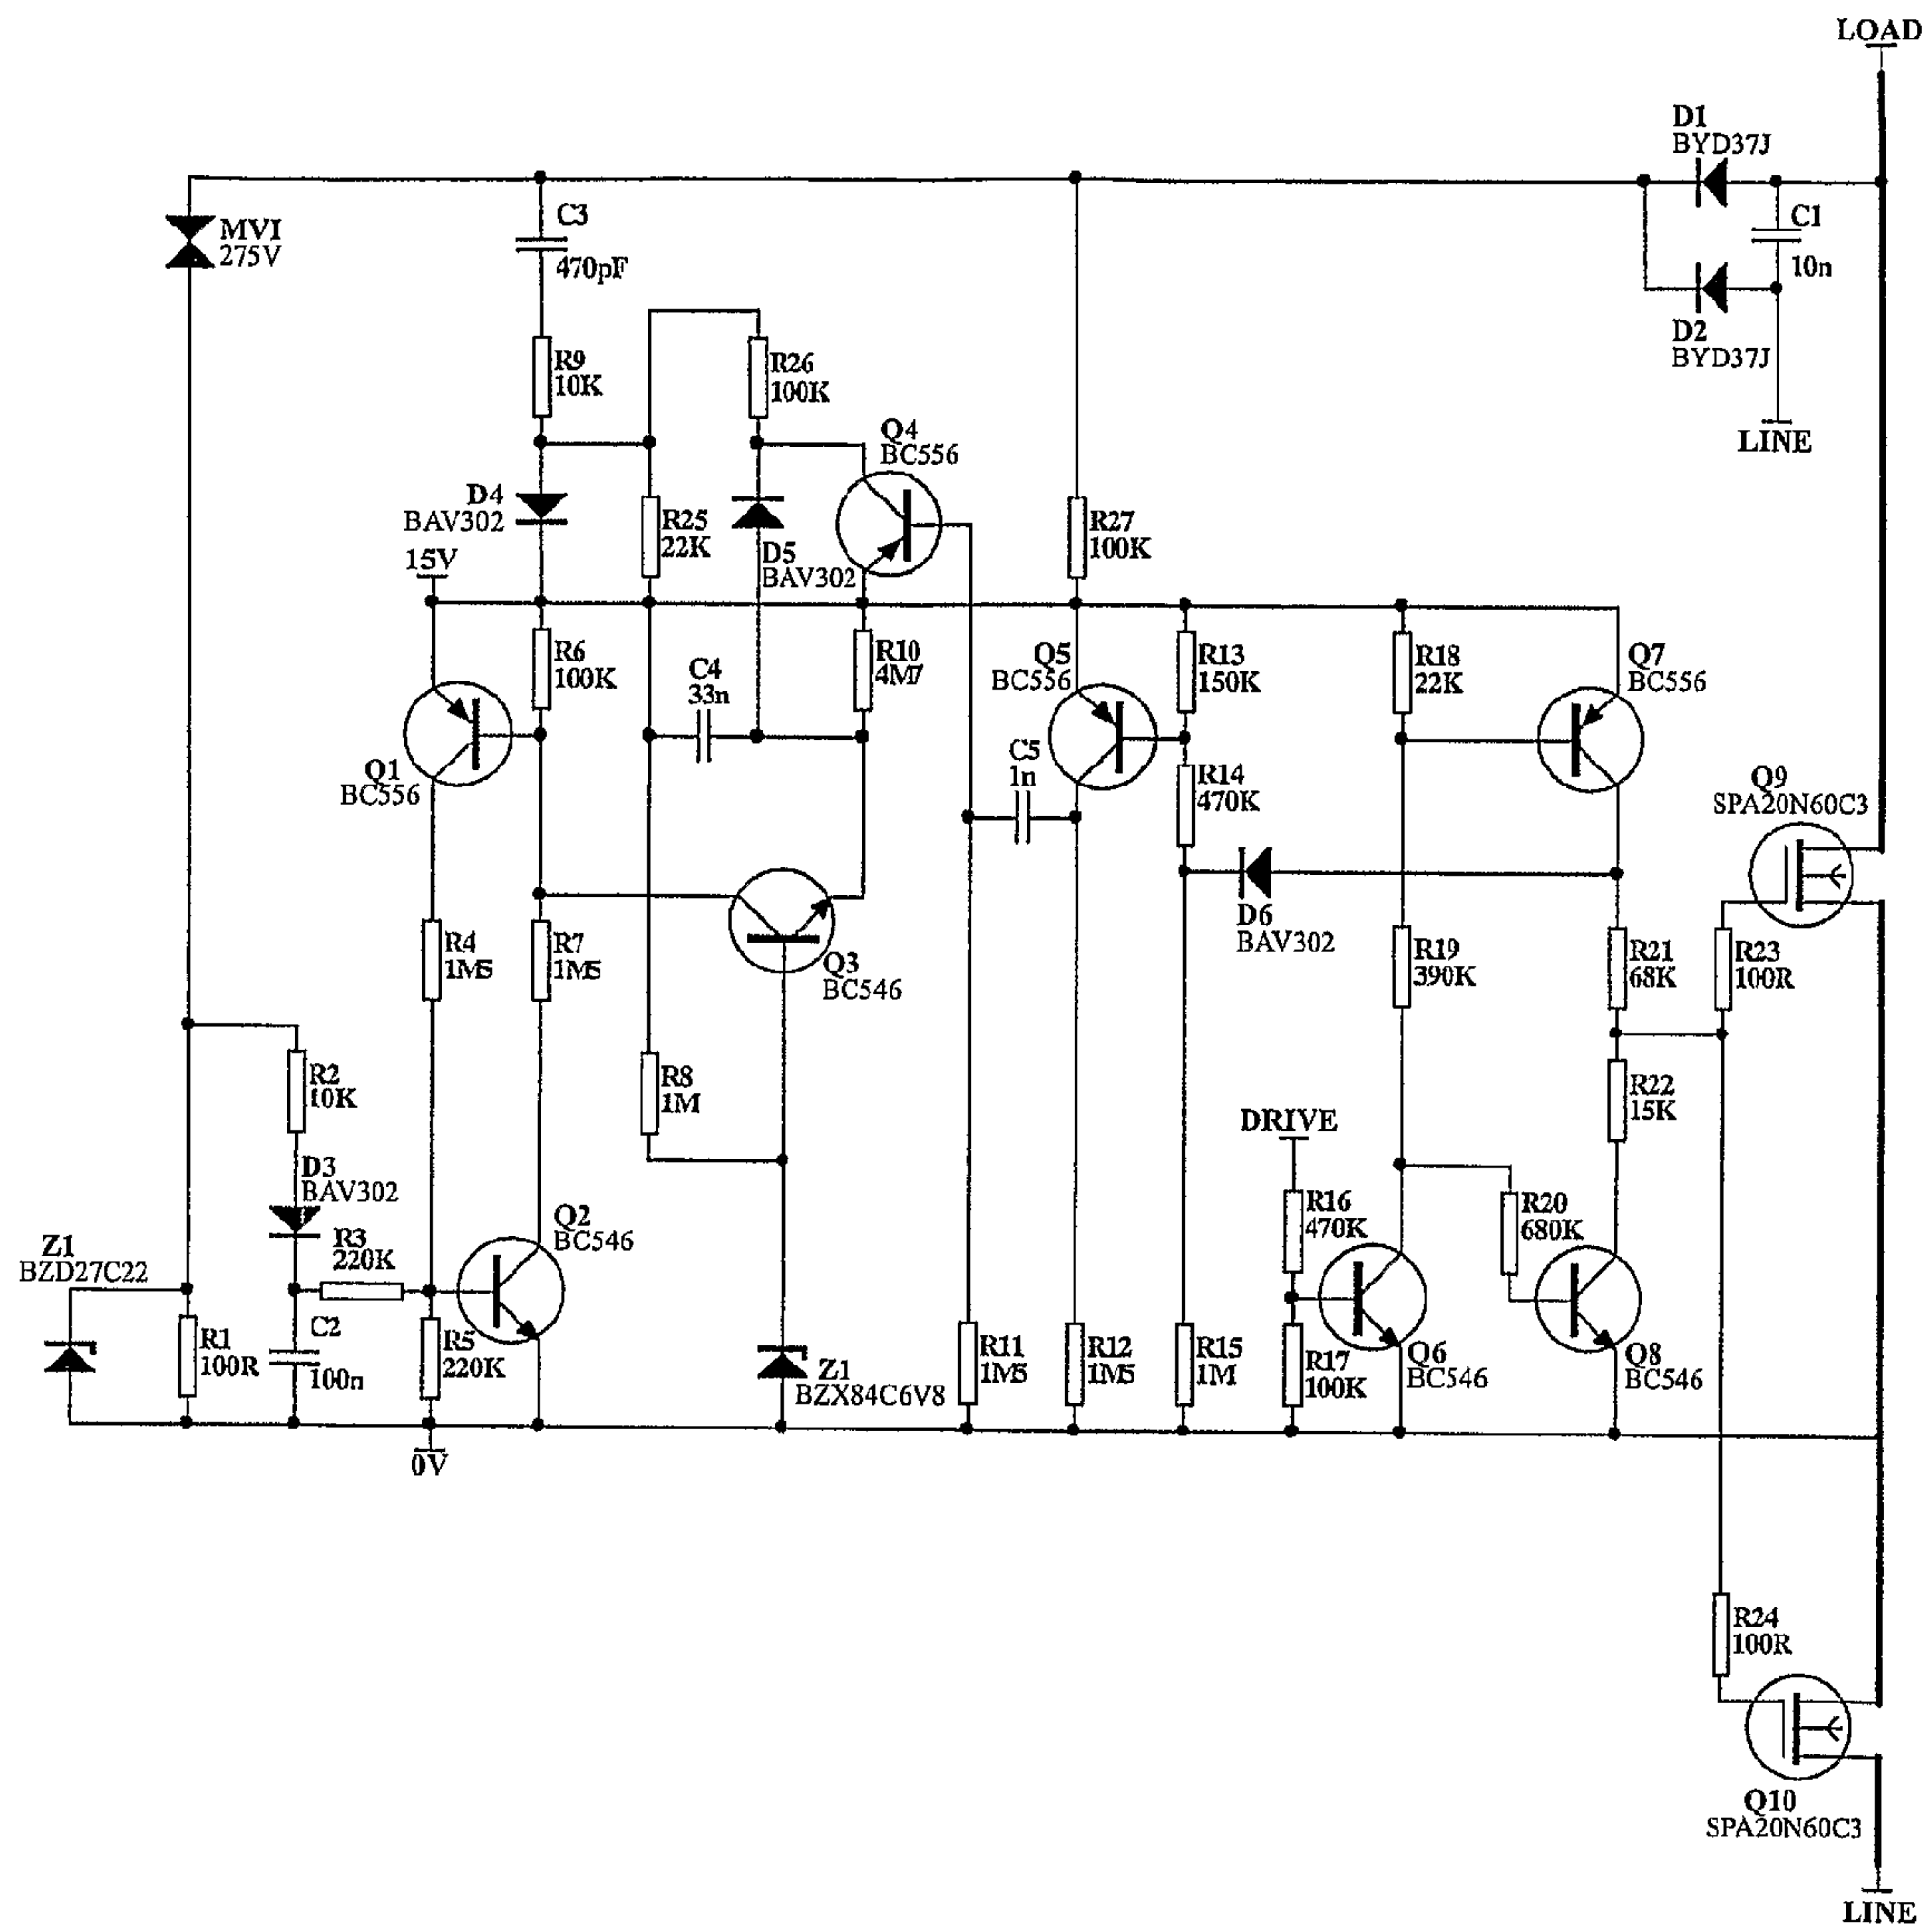 LOAD
D1
BYD37J
C1
10n
D2
BYD37J
LINE
MVI
275V
C3
470pF
R9
10K
R26
100K
Q4
BC556
D4
BAV302
15V
R25
22K
D5
BAV302
R27
100K
R6
100K
C4
33n
R10
4M7
Q5
BC556
R13
150K
R18
22K
Q7
BC556
Q1
BC556
C5
1n
R14
470K
Q9
SPA20N60C3
D6
BAV302
R4
1M5
R7
1M5
Q3
BC546
R19
390K
R21
68K
R23
100R
R2
10K
R8
1M
R22
15K
DRIVE
D3
BAV302
R3
220K
Q2
BC546
R16
470K
R20
680K
Z1
BZD27C22
R1
100R
C2
100n
R5
220K
Z1
BZX84C6V8
R11
1M5
R12
1M5
R15
1M
R17
100K
Q6
BC546
Q8
BC546
0V
R24
100R
Q10
SPA20N60C3
LINE